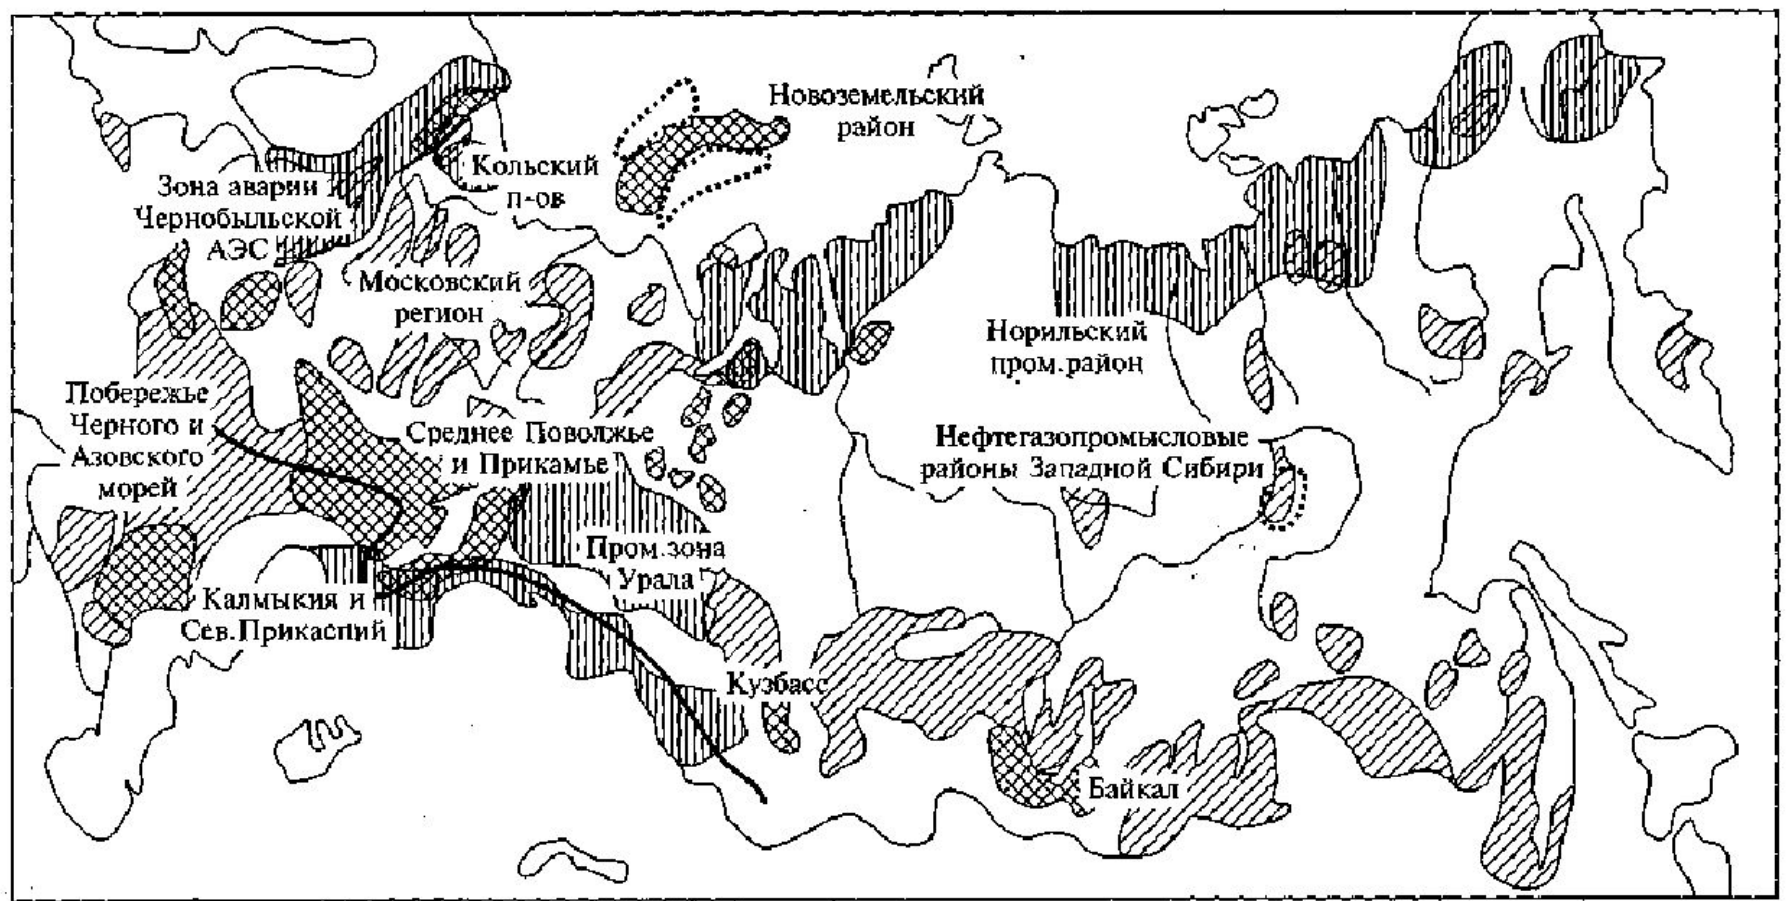 Новоземельский
район
Кольский
п-ов
Зона аварии
Чернобыльской
АЭС
Московский
регион
Норильский
пром.район
Побережье
Черного и
Азовского
морей
Среднее Поволжье
и Прикамье
Нефтегазопромысловые
районы Западной Сибири
Пром.зона
Урала
Калмыкия и
Сев.Прикаспий
Кузбасс
Байкал